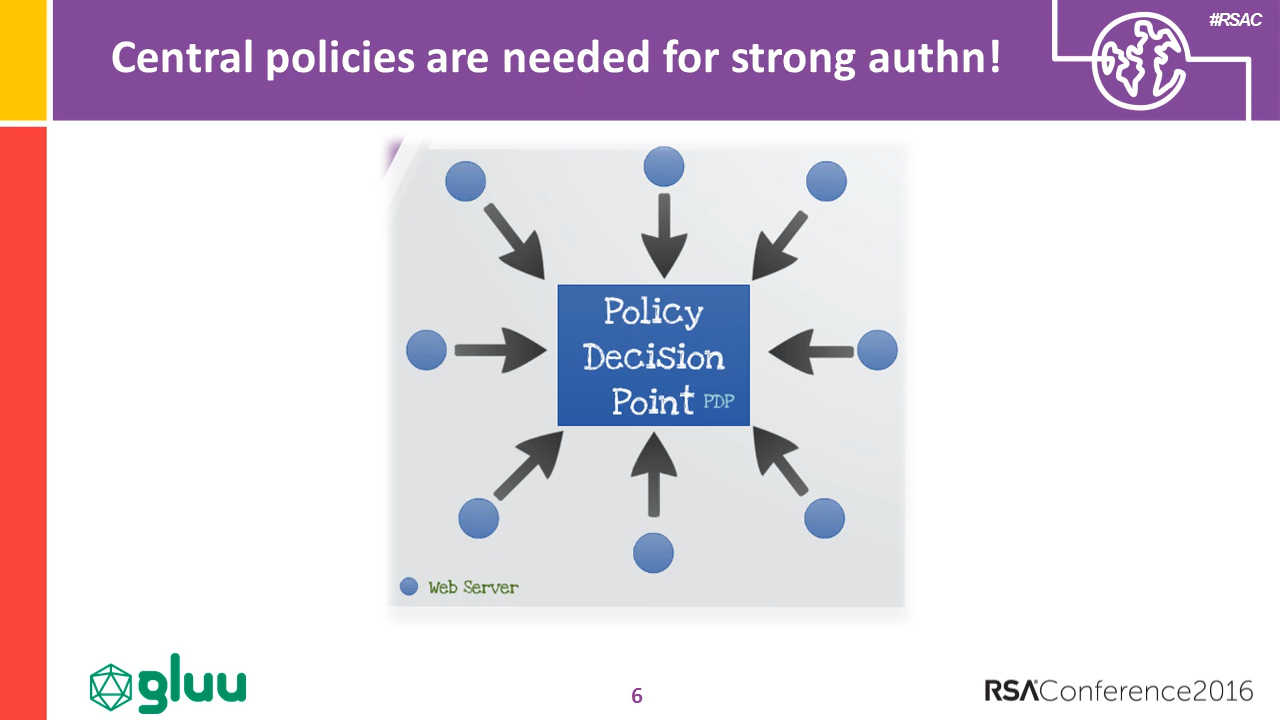 #RSAC
Central policies are needed for strong authn!
Policy
Decision
Point PDP
Web Server
gluu
6
RSAConference2016